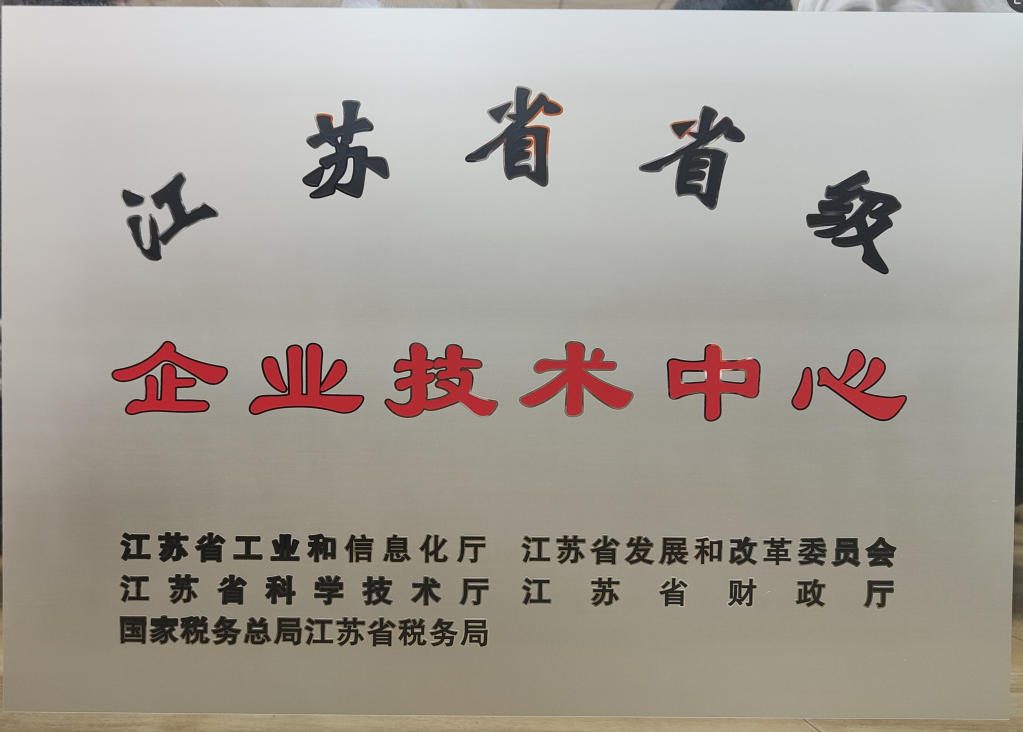 江苏省省级
企业技术中心
江苏省工业和信息化厅 江苏省发展和改革委员会
江苏省科学技术厅 江苏省财政厅
国家税务总局江苏省税务局